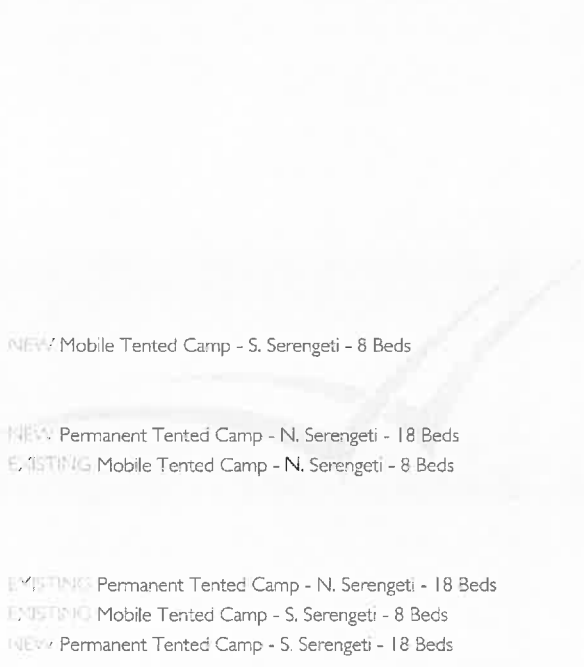 NEW Mobile Tented Camp - S. Serengeti - 8 Beds
NEW Permanent Tented Camp - N. Serengeti - 18 Beds
EXISTING Mobile Tented Camp - N. Serengeti - 8 Beds
EXISTING Permanent Tented Camp - N. Serengeti - 18 Beds
EXISTING Mobile Tented Camp - S. Serengeti - 8 Beds
NEW Permanent Tented Camp - S. Serengeti - 18 Beds